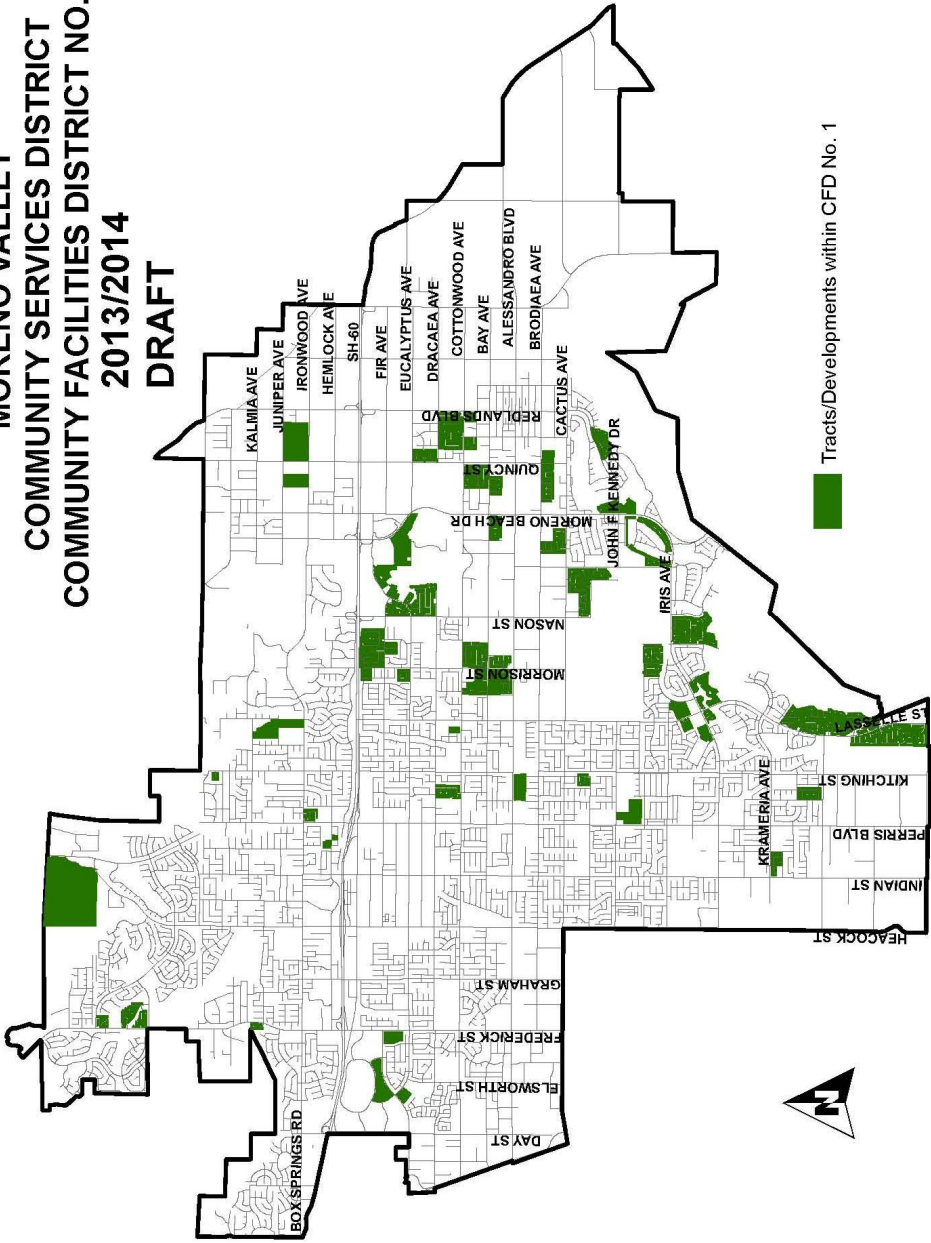 MORENO VALLEY
COMMUNITY SERVICES DISTRICT
COMMUNITY FACILITIES DISTRICT NO.
2013/2014
DRAFT
KALMIA AVE
JUNIPER AVE
IRONWOOD AVE
HEMLOCK AVE
SH-60
FIR AVE
EUCALYPTUS AVE
DRACAEA AVE
COTTONWOOD AVE
BAY AVE
ALESSANDRO BLVD
BRODIAEA AVE
CACTUS AVE
JOHN F KENNEDY DR
IRIS AVE
KRAMERIA AVE
REDLANDS BLVD
QUINCY ST
MORENO BEACH DR
NASON ST
MORRISON ST
LASSELLE ST
KITCHING ST
PERRIS BLVD
INDIAN ST
HEACOCK ST
GRAHAM ST
FREDERICK ST
ELSWORTH ST
DAY ST
BOX SPRINGS RD
Tracts/Developments within CFD No. 1
N